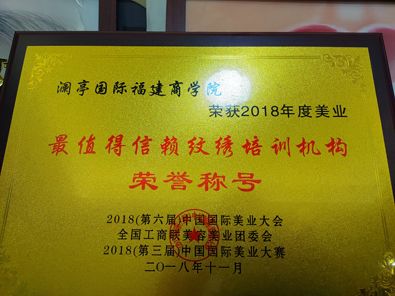 澜亭国际福建商学院
荣获2018年度美业
最值得信赖纹绣培训机构
荣誉称号
2018(第六届)中国国际美业大会
全国工商联美容美业团委会
2018(第三届)中国国际美业大赛
二〇一八年十一月